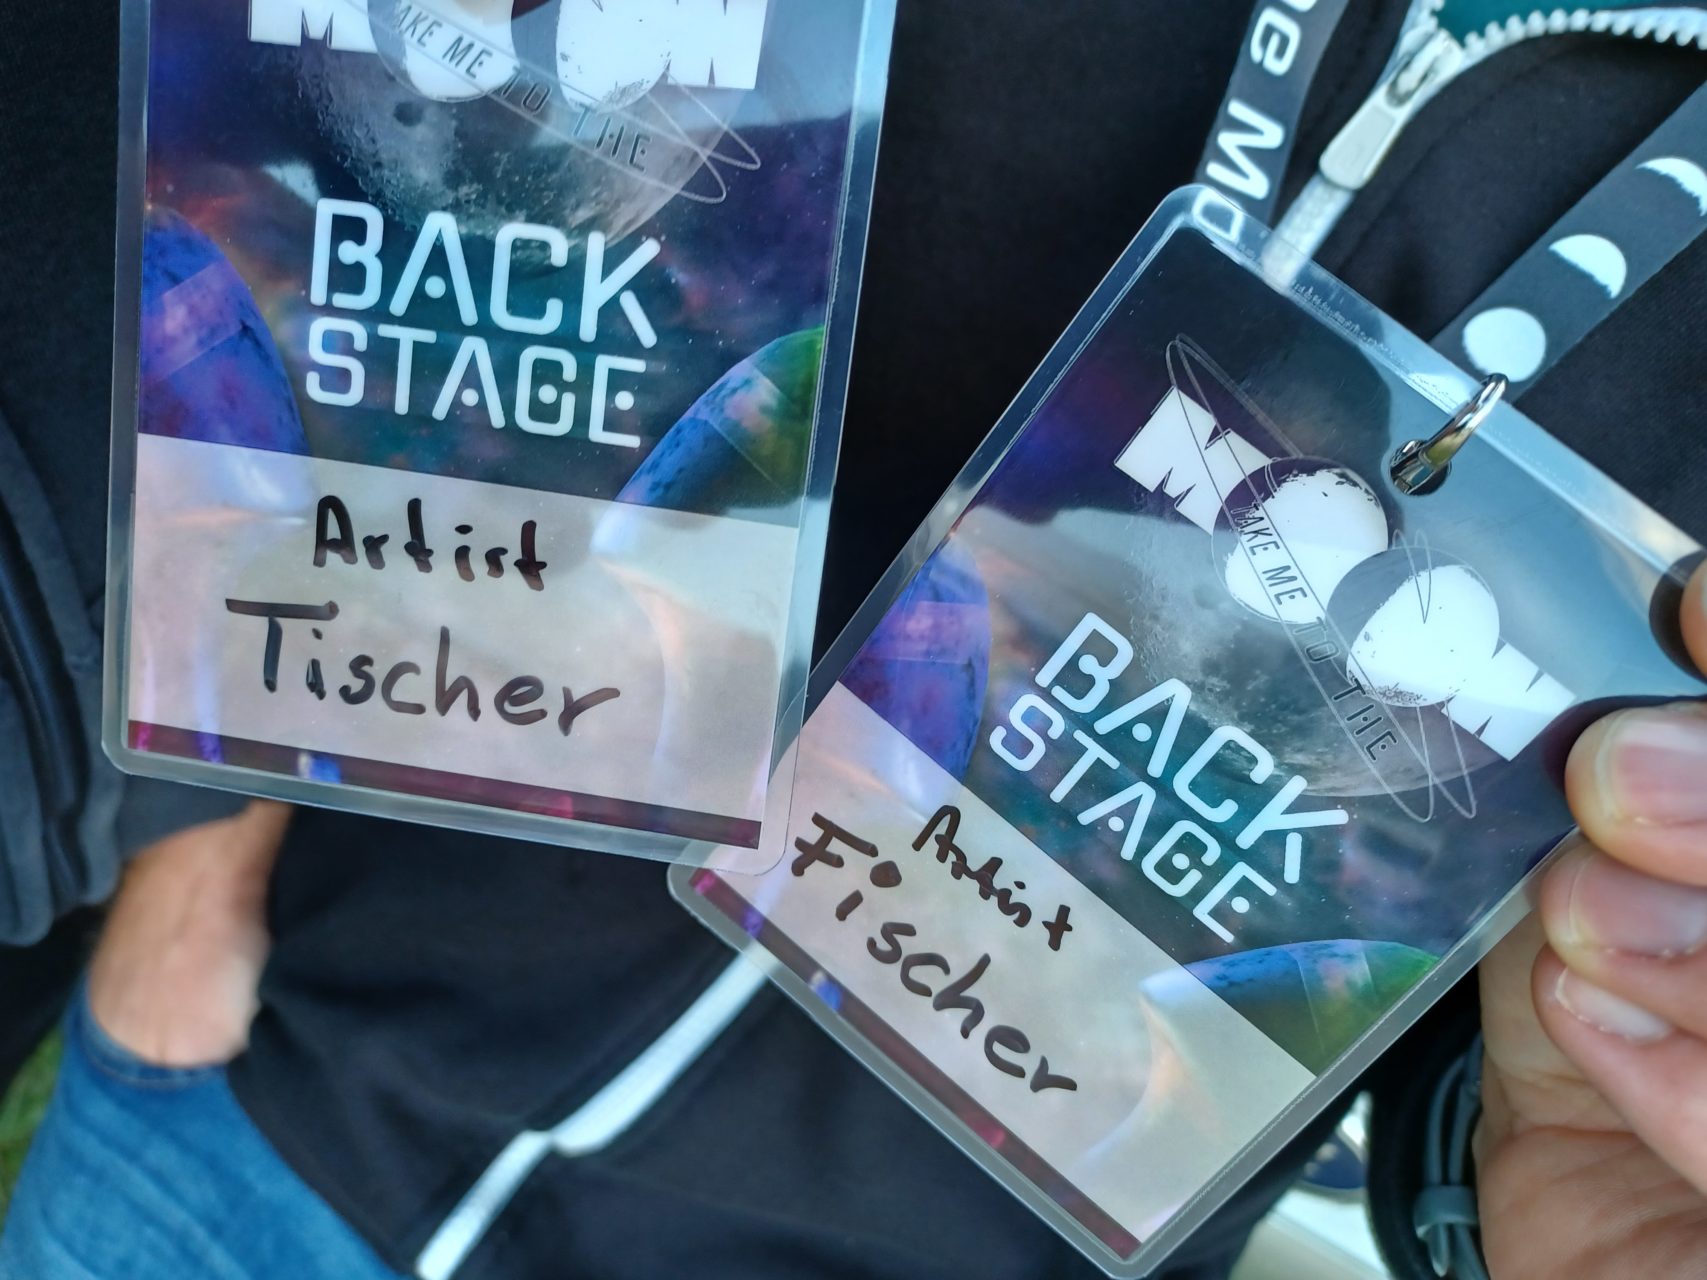 MOON
TAKE ME TO THE
BACK
STAGE
Artist
Tischer
MOON
TAKE ME TO THE
BACK
STAGE
Artist
Fischer